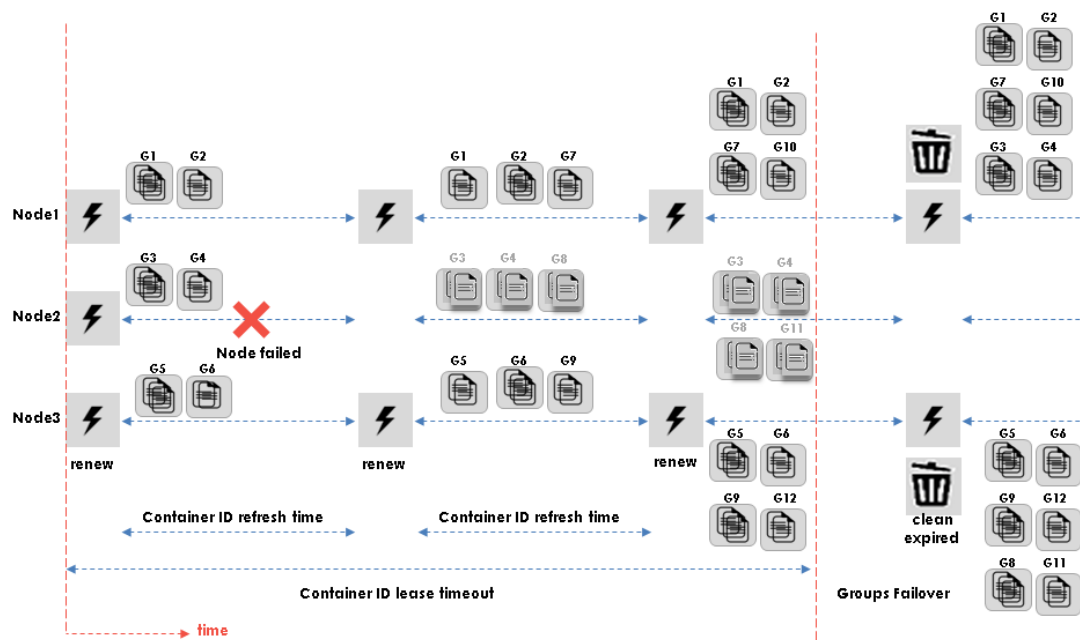 G1 G2
G1 G2
G7 G10
G1 G2
G1 G2 G7
G7 G10
G3 G4
Node1
G3 G4
G3 G4 G8
G3 G4
Node2
Node failed
G8 G11
G5 G6
G5 G6 G9
Node3
renew
renew
renew
G5 G6
G5 G6
Container ID refresh time
Container ID refresh time
G9 G12
clean
expired
G9 G12
G8 G11
Container ID lease timeout
Groups Failover
time